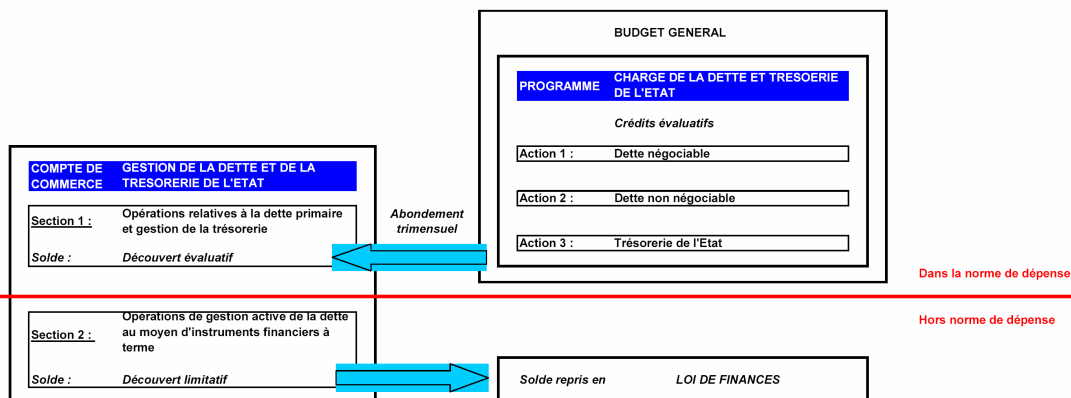 BUDGET GENERAL
PROGRAMME
CHARGE DE LA DETTE ET TRESOERIE
DE L'ETAT
Crédits évaluatifs
Action 1 : Dette négociable
Action 2 : Dette non négociable
Action 3 : Trésorerie de l'Etat
COMPTE DE
COMMERCE
GESTION DE LA DETTE ET DE LA
TRESORERIE DE L'ETAT
Section 1 :
Opérations relatives à la dette primaire
et gestion de la trésorerie
Solde : Découvert évaluatif
Abondement
trimensuel
Dans la norme de dépense
Hors norme de dépense
Section 2 :
Opérations de gestion active de la dette
au moyen d'instruments financiers à
terme
Solde : Découvert limitatif
Solde repris en LOI DE FINANCES